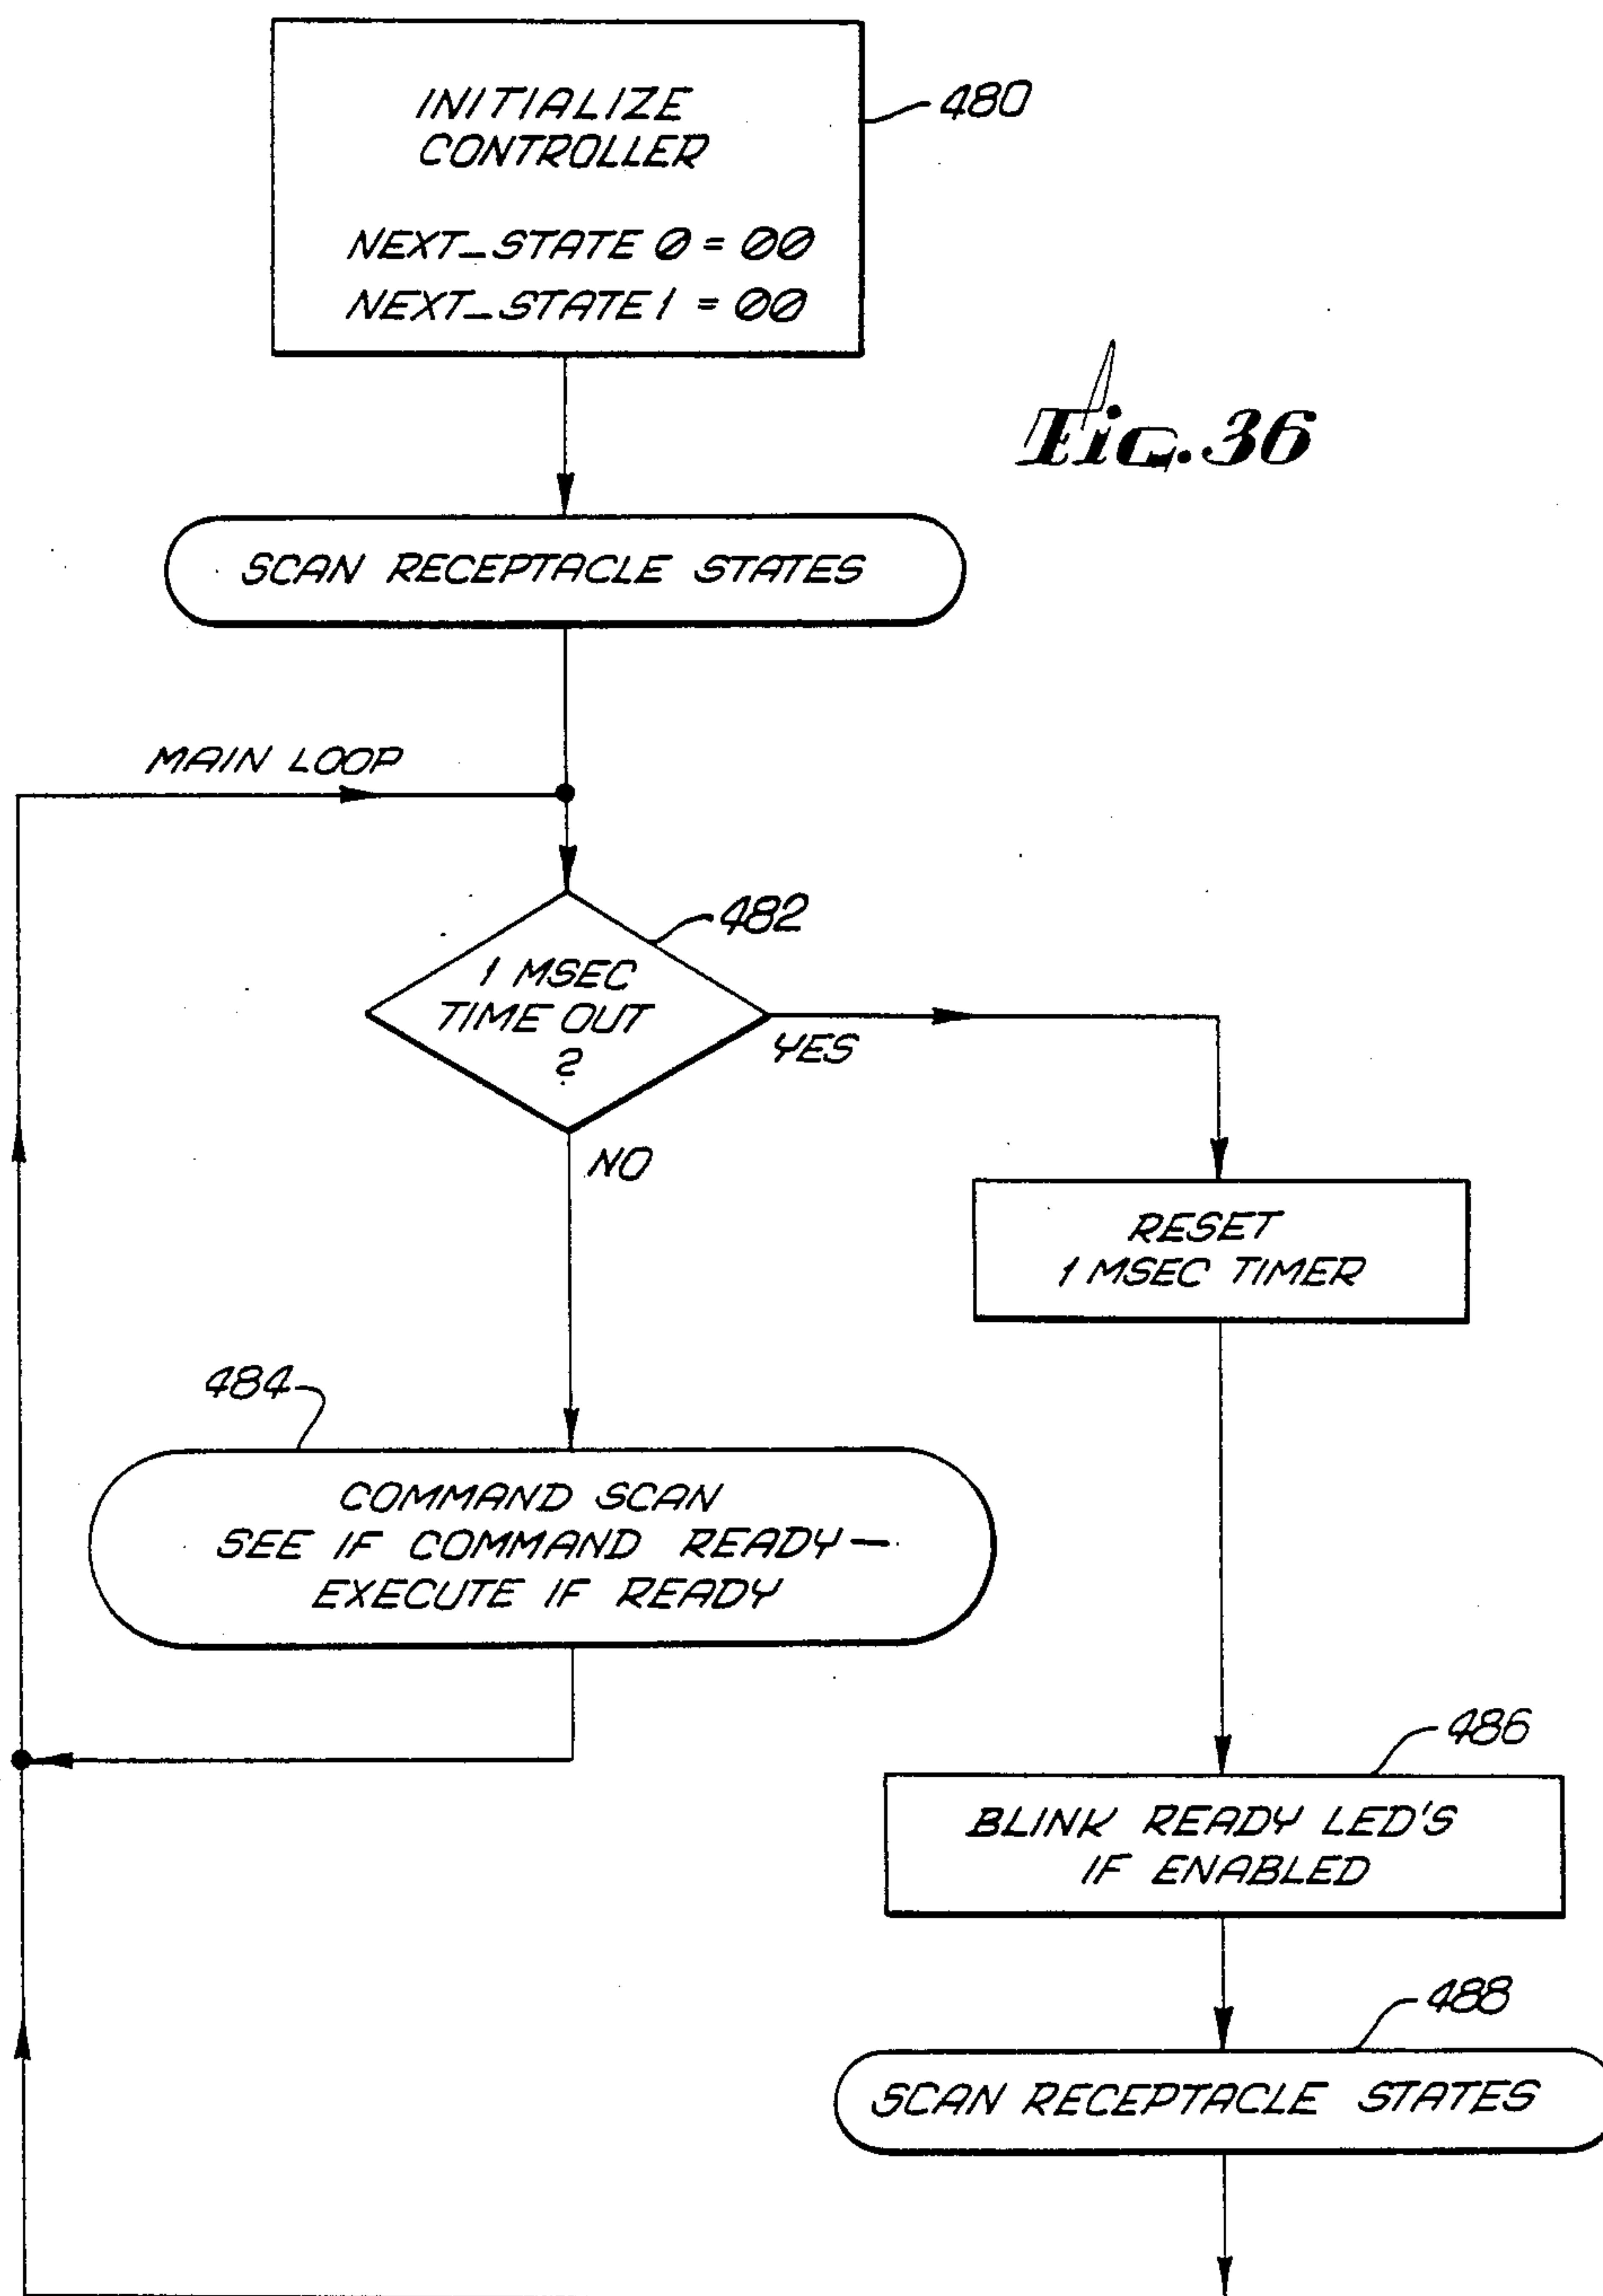 INITIALIZE
CONTROLLER
NEXT_STATE 0 = 00
NEXT_STATE 1 = 00
480
Fig. 36
SCAN RECEPTACLE STATES
MAIN LOOP
482
1 MSEC
TIME OUT
?
YES
NO
RESET
1 MSEC TIMER
484
COMMAND SCAN
SEE IF COMMAND READY —
EXECUTE IF READY
486
BLINK READY LED'S
IF ENABLED
488
SCAN RECEPTACLE STATES